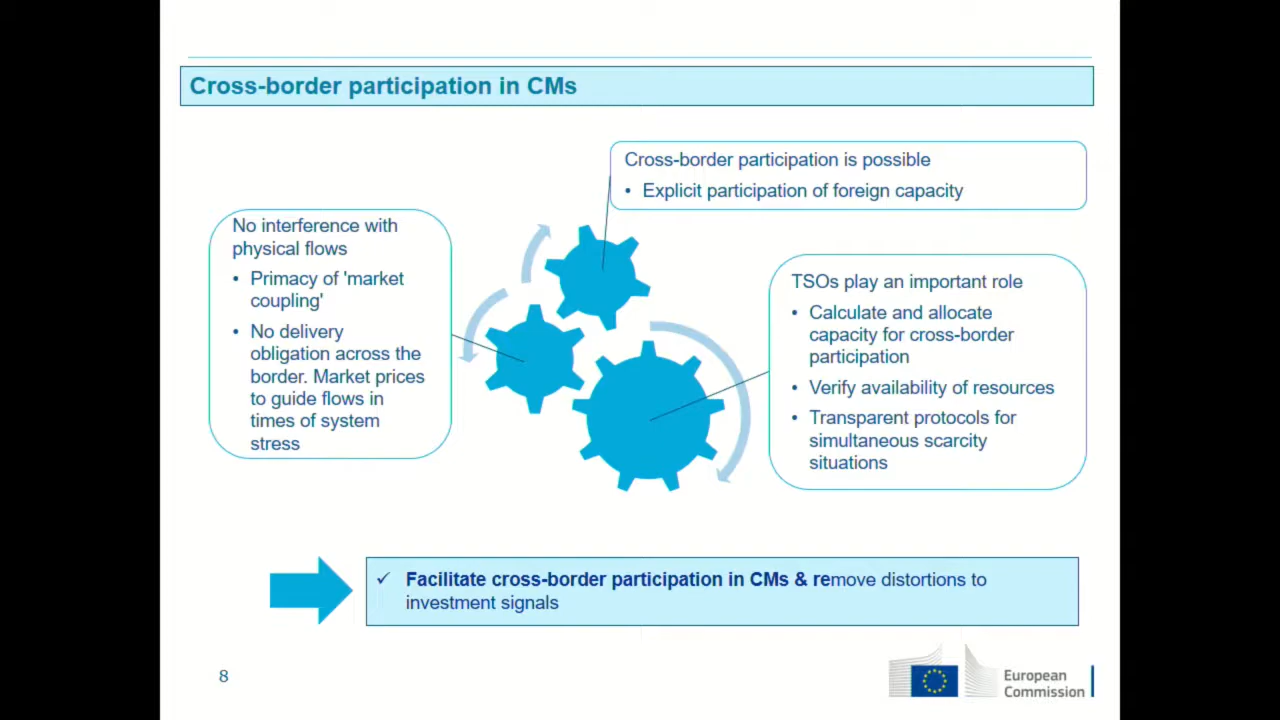 Cross-border participation in CMs
Cross-border participation is possible
• Explicit participation of foreign capacity
No interference with
physical flows
• Primacy of 'market
coupling'
• No delivery
obligation across the
border. Market prices
to guide flows in
times of system
stress
TSOs play an important role
• Calculate and allocate
capacity for cross-border
participation
• Verify availability of resources
• Transparent protocols for
simultaneous scarcity
situations
✓ Facilitate cross-border participation in CMs & remove distortions to
investment signals
8
European
Commission